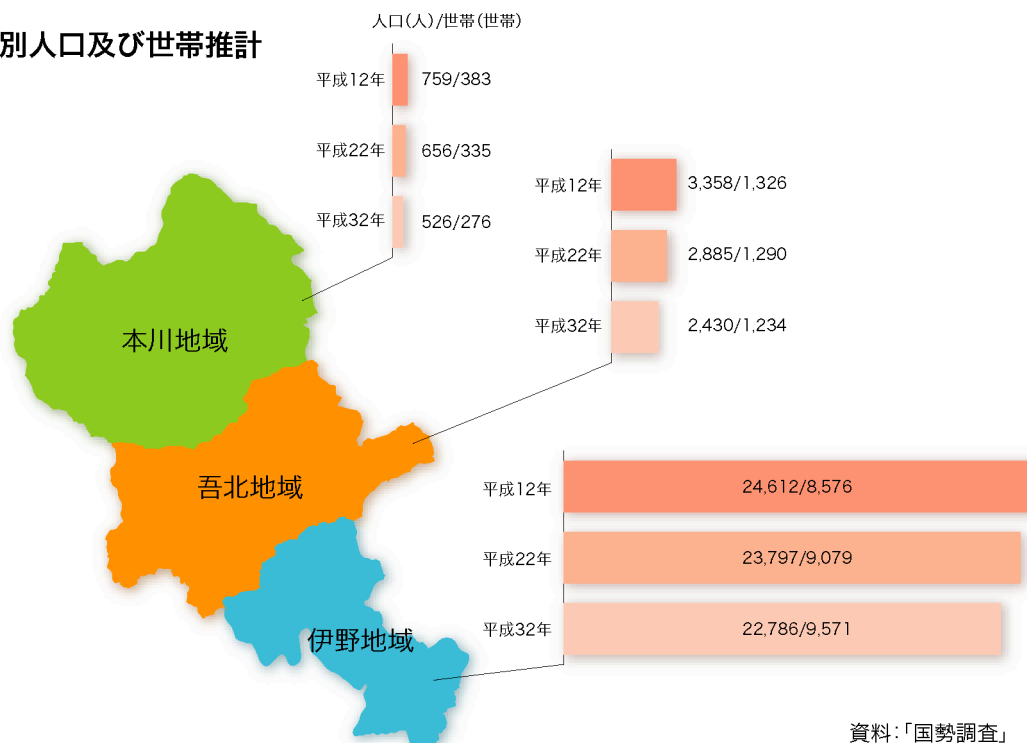 別人口及び世帯推計
人口(人)/世帯(世帯)
平成12年 759/383
平成22年 656/335
平成32年 526/276
平成12年 3,358/1,326
平成22年 2,885/1,290
平成32年 2,430/1,234
本川地域
吾北地域
平成12年 24,612/8,576
平成22年 23,797/9,079
平成32年 22,786/9,571
伊野地域
資料:「国勢調査」